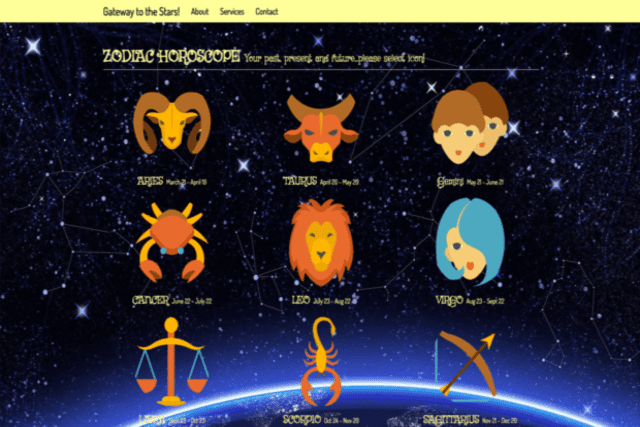 Gateway to the Stars! About Services Contact
ZODIAC HOROSCOPE Your past, present and future...please select icon!
ARIES March 21 - April 19
TAURUS April 20 - May 20
Gemini May 21 - June 21
CANCER June 22 - July 22
LEO July 23 - Aug 22
VIRGO Aug 23 - Sept 22
LIBRA Sept 23 - Oct 23
SCORPIO Oct 24 - Nov 20
SAGITTARIUS Nov 21 - Dec 20